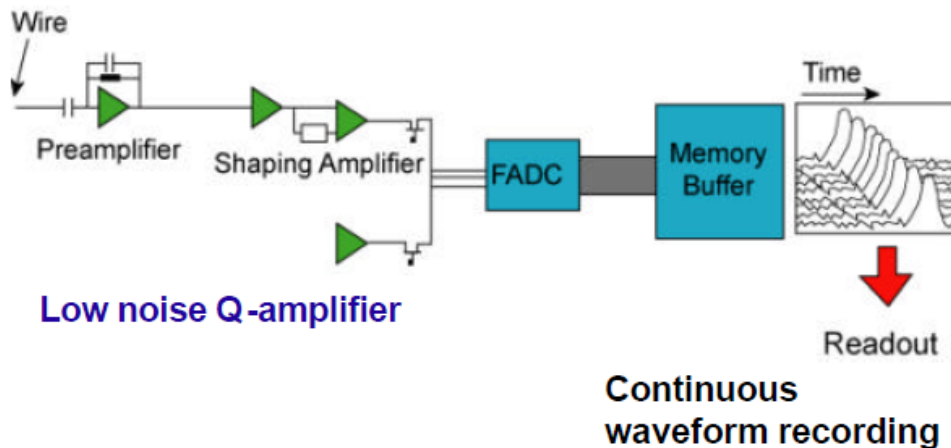 Wire
Time
Preamplifier
Shaping Amplifier
FADC
Memory
Buffer
Low noise Q-amplifier
Readout
Continuous
waveform recording